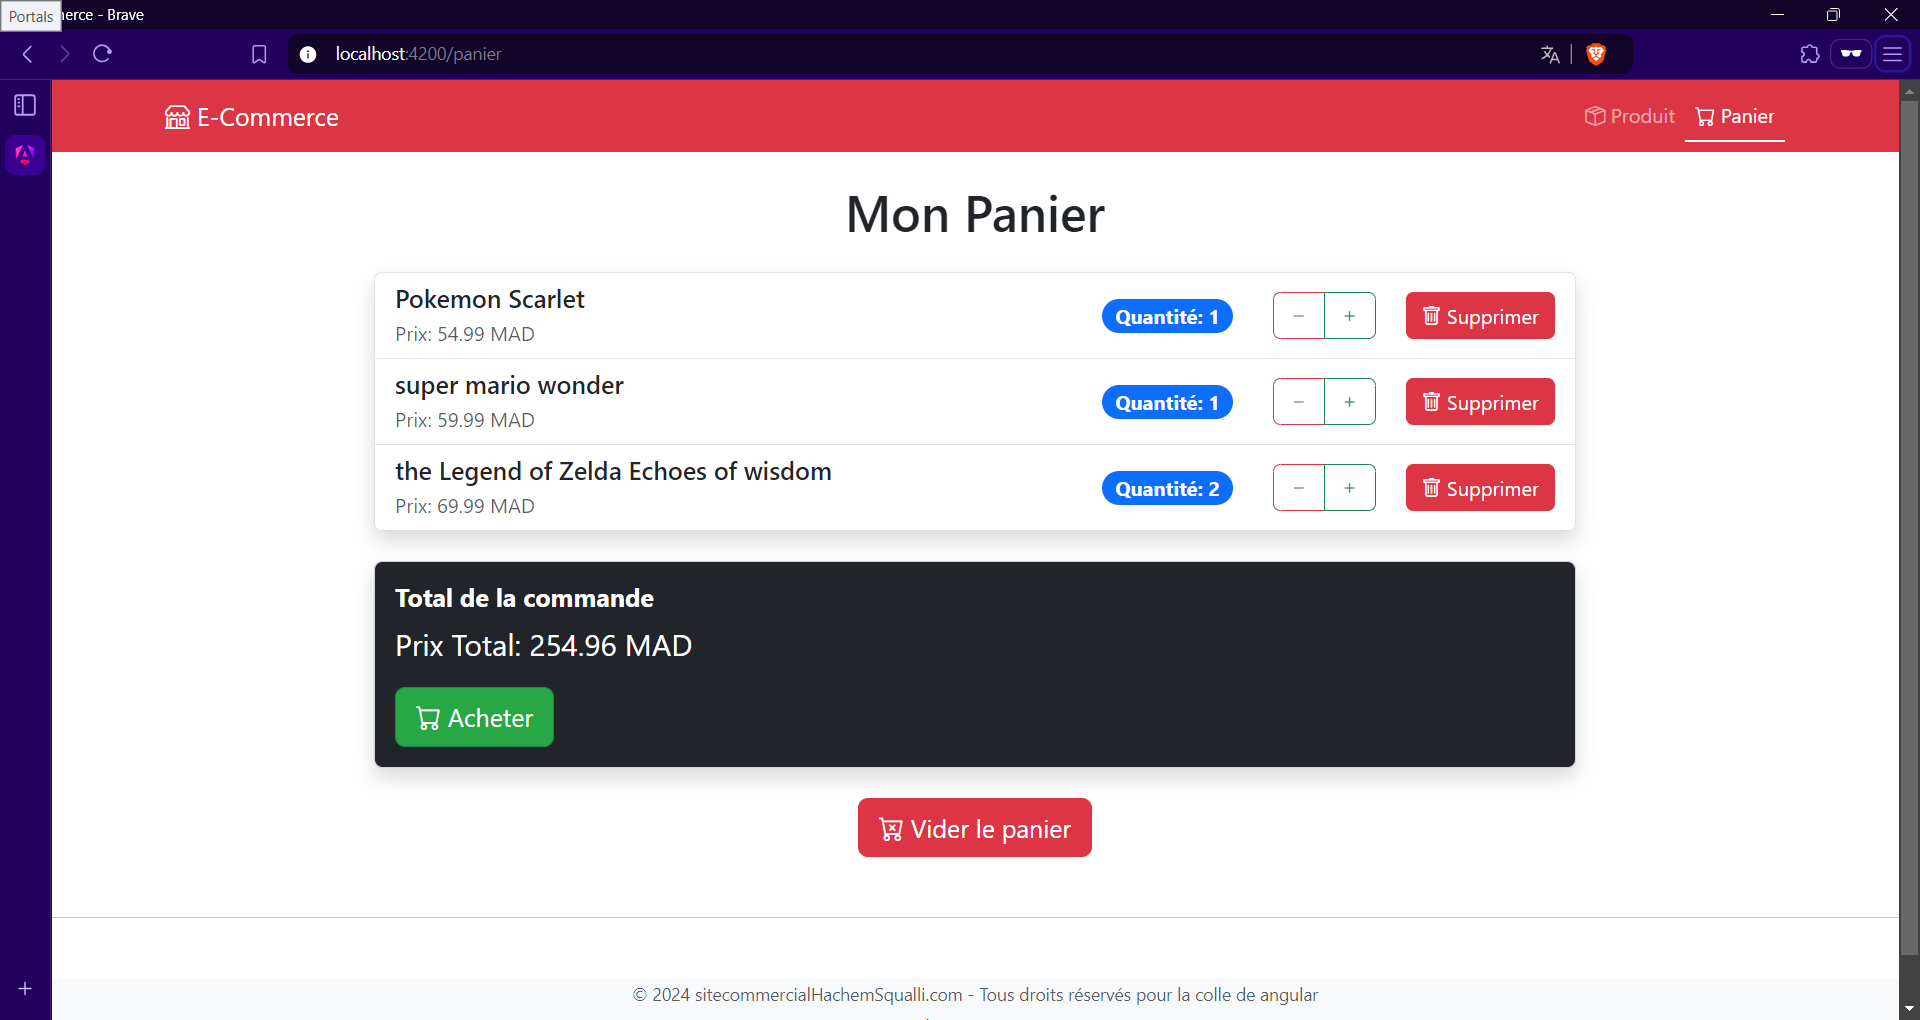 Portals
erce - Brave
localhost:4200/panier
E-Commerce
Produit
Panier
Mon Panier
Pokemon Scarlet
Prix: 54.99 MAD
Quantité: 1
− +
Supprimer
super mario wonder
Prix: 59.99 MAD
Quantité: 1
− +
Supprimer
the Legend of Zelda Echoes of wisdom
Prix: 69.99 MAD
Quantité: 2
− +
Supprimer
Total de la commande
Prix Total: 254.96 MAD
Acheter
Vider le panier
© 2024 sitecommercialHachemSqualli.com - Tous droits réservés pour la colle de angular